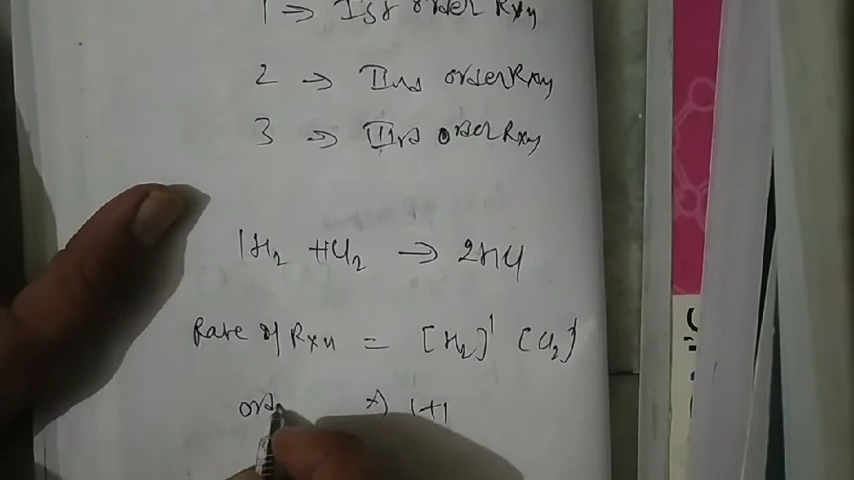 1 ⇒ Ist order Rxn
2 → IInd order Rxn
3 ⇒ IIIrd order Rxn
1H₂ + Cl₂ → 2HCl
Rate of Rxn = [H₂]¹ [Cl₂]¹
ord ⇒ 1+1